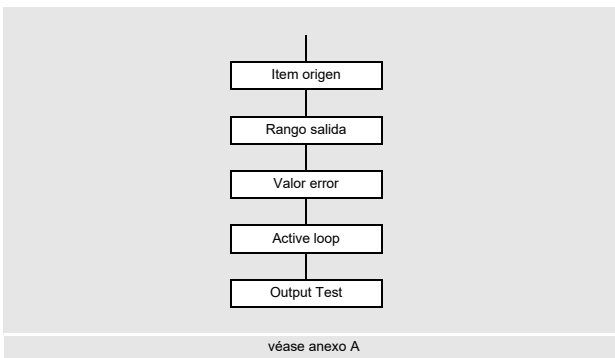 Item origen
Rango salida
Valor error
Active loop
Output Test
véase anexo A